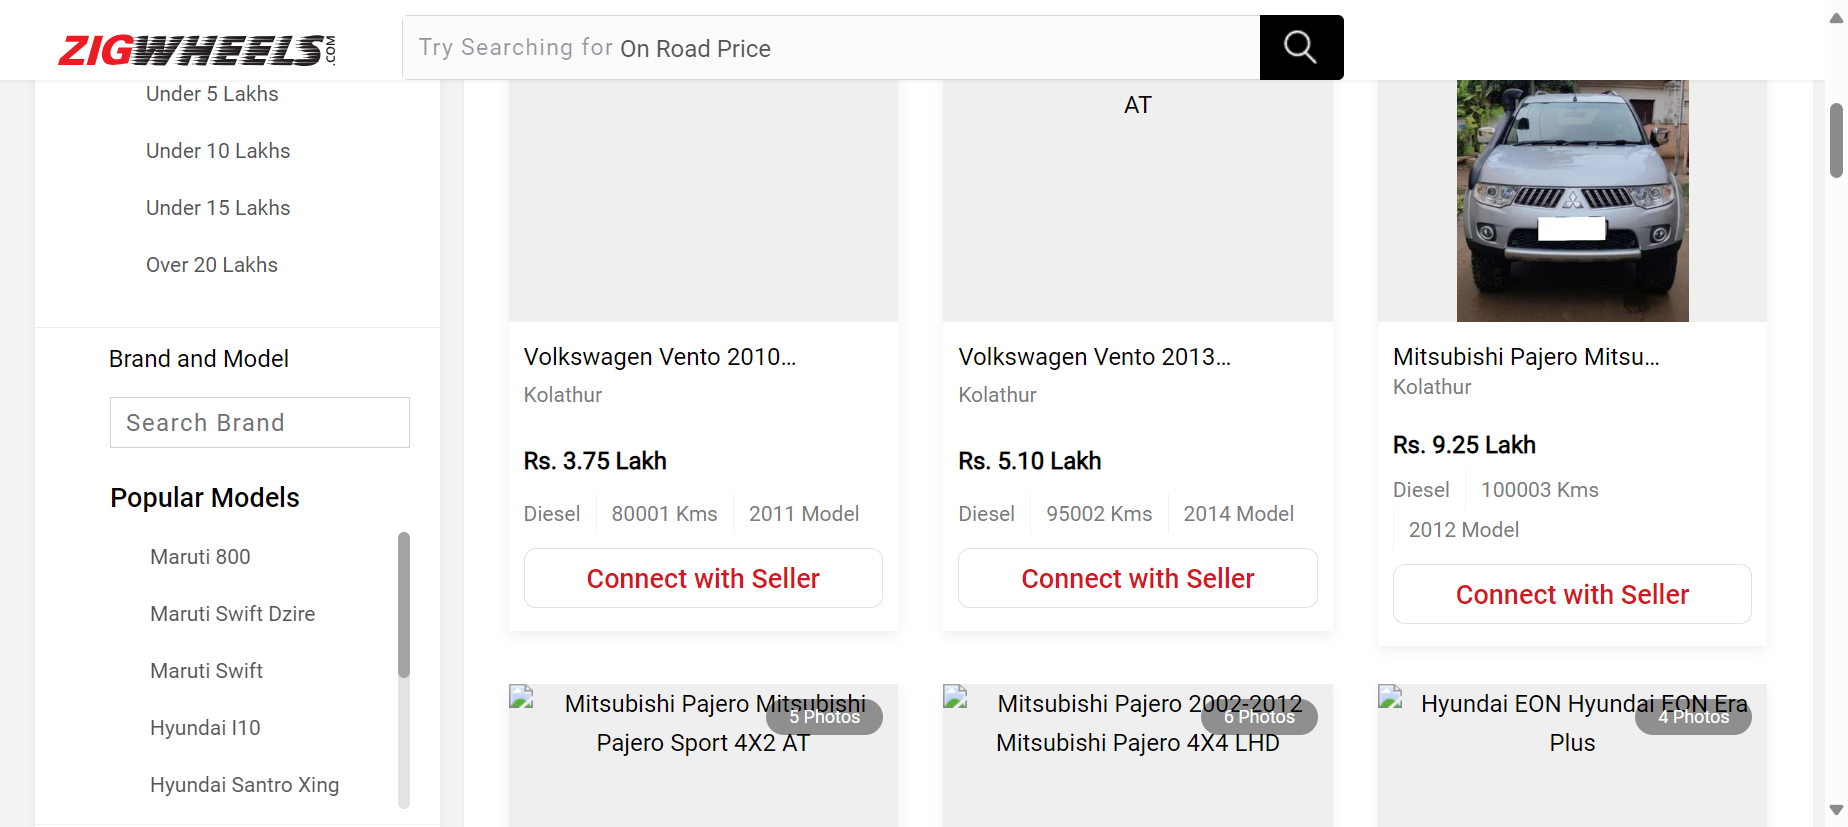 ZIGWHEELS.COM
Try Searching for On Road Price
Under 5 Lakhs
Under 10 Lakhs
Under 15 Lakhs
Over 20 Lakhs
Brand and Model
Search Brand
Popular Models
Maruti 800
Maruti Swift Dzire
Maruti Swift
Hyundai I10
Hyundai Santro Xing
AT
Volkswagen Vento 2010...
Kolathur
Rs. 3.75 Lakh
Diesel 80001 Kms 2011 Model
Connect with Seller
Volkswagen Vento 2013...
Kolathur
Rs. 5.10 Lakh
Diesel 95002 Kms 2014 Model
Connect with Seller
Mitsubishi Pajero Mitsu...
Kolathur
Rs. 9.25 Lakh
Diesel 100003 Kms
2012 Model
Connect with Seller
Mitsubishi Pajero Mitsubishi
5 Photos
Pajero Sport 4X2 AT
Mitsubishi Pajero 2002-2012
6 Photos
Mitsubishi Pajero 4X4 LHD
Hyundai EON Hyundai EON Era
4 Photos
Plus